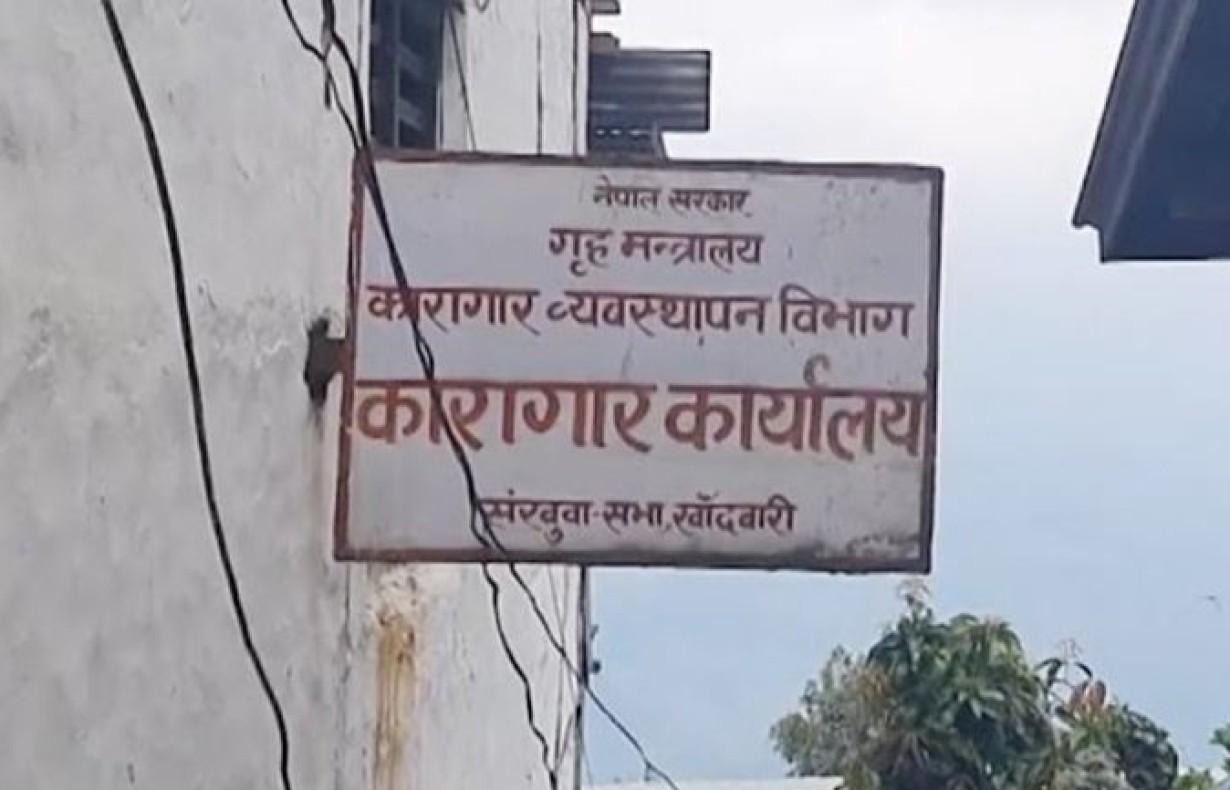 नेपाल सरकार
गृह मन्त्रालय
कारागार व्यवस्थापन विभाग
कारागार कार्यालय
संखुवा-सभा, खाँदबारी